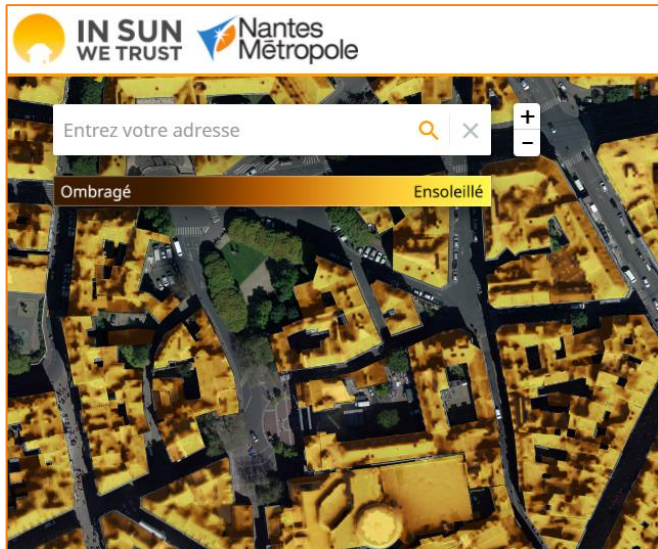 IN SUN
WE TRUST
Nantes
Métropole
Entrez votre adresse
+
-
Ombragé
Ensoleillé